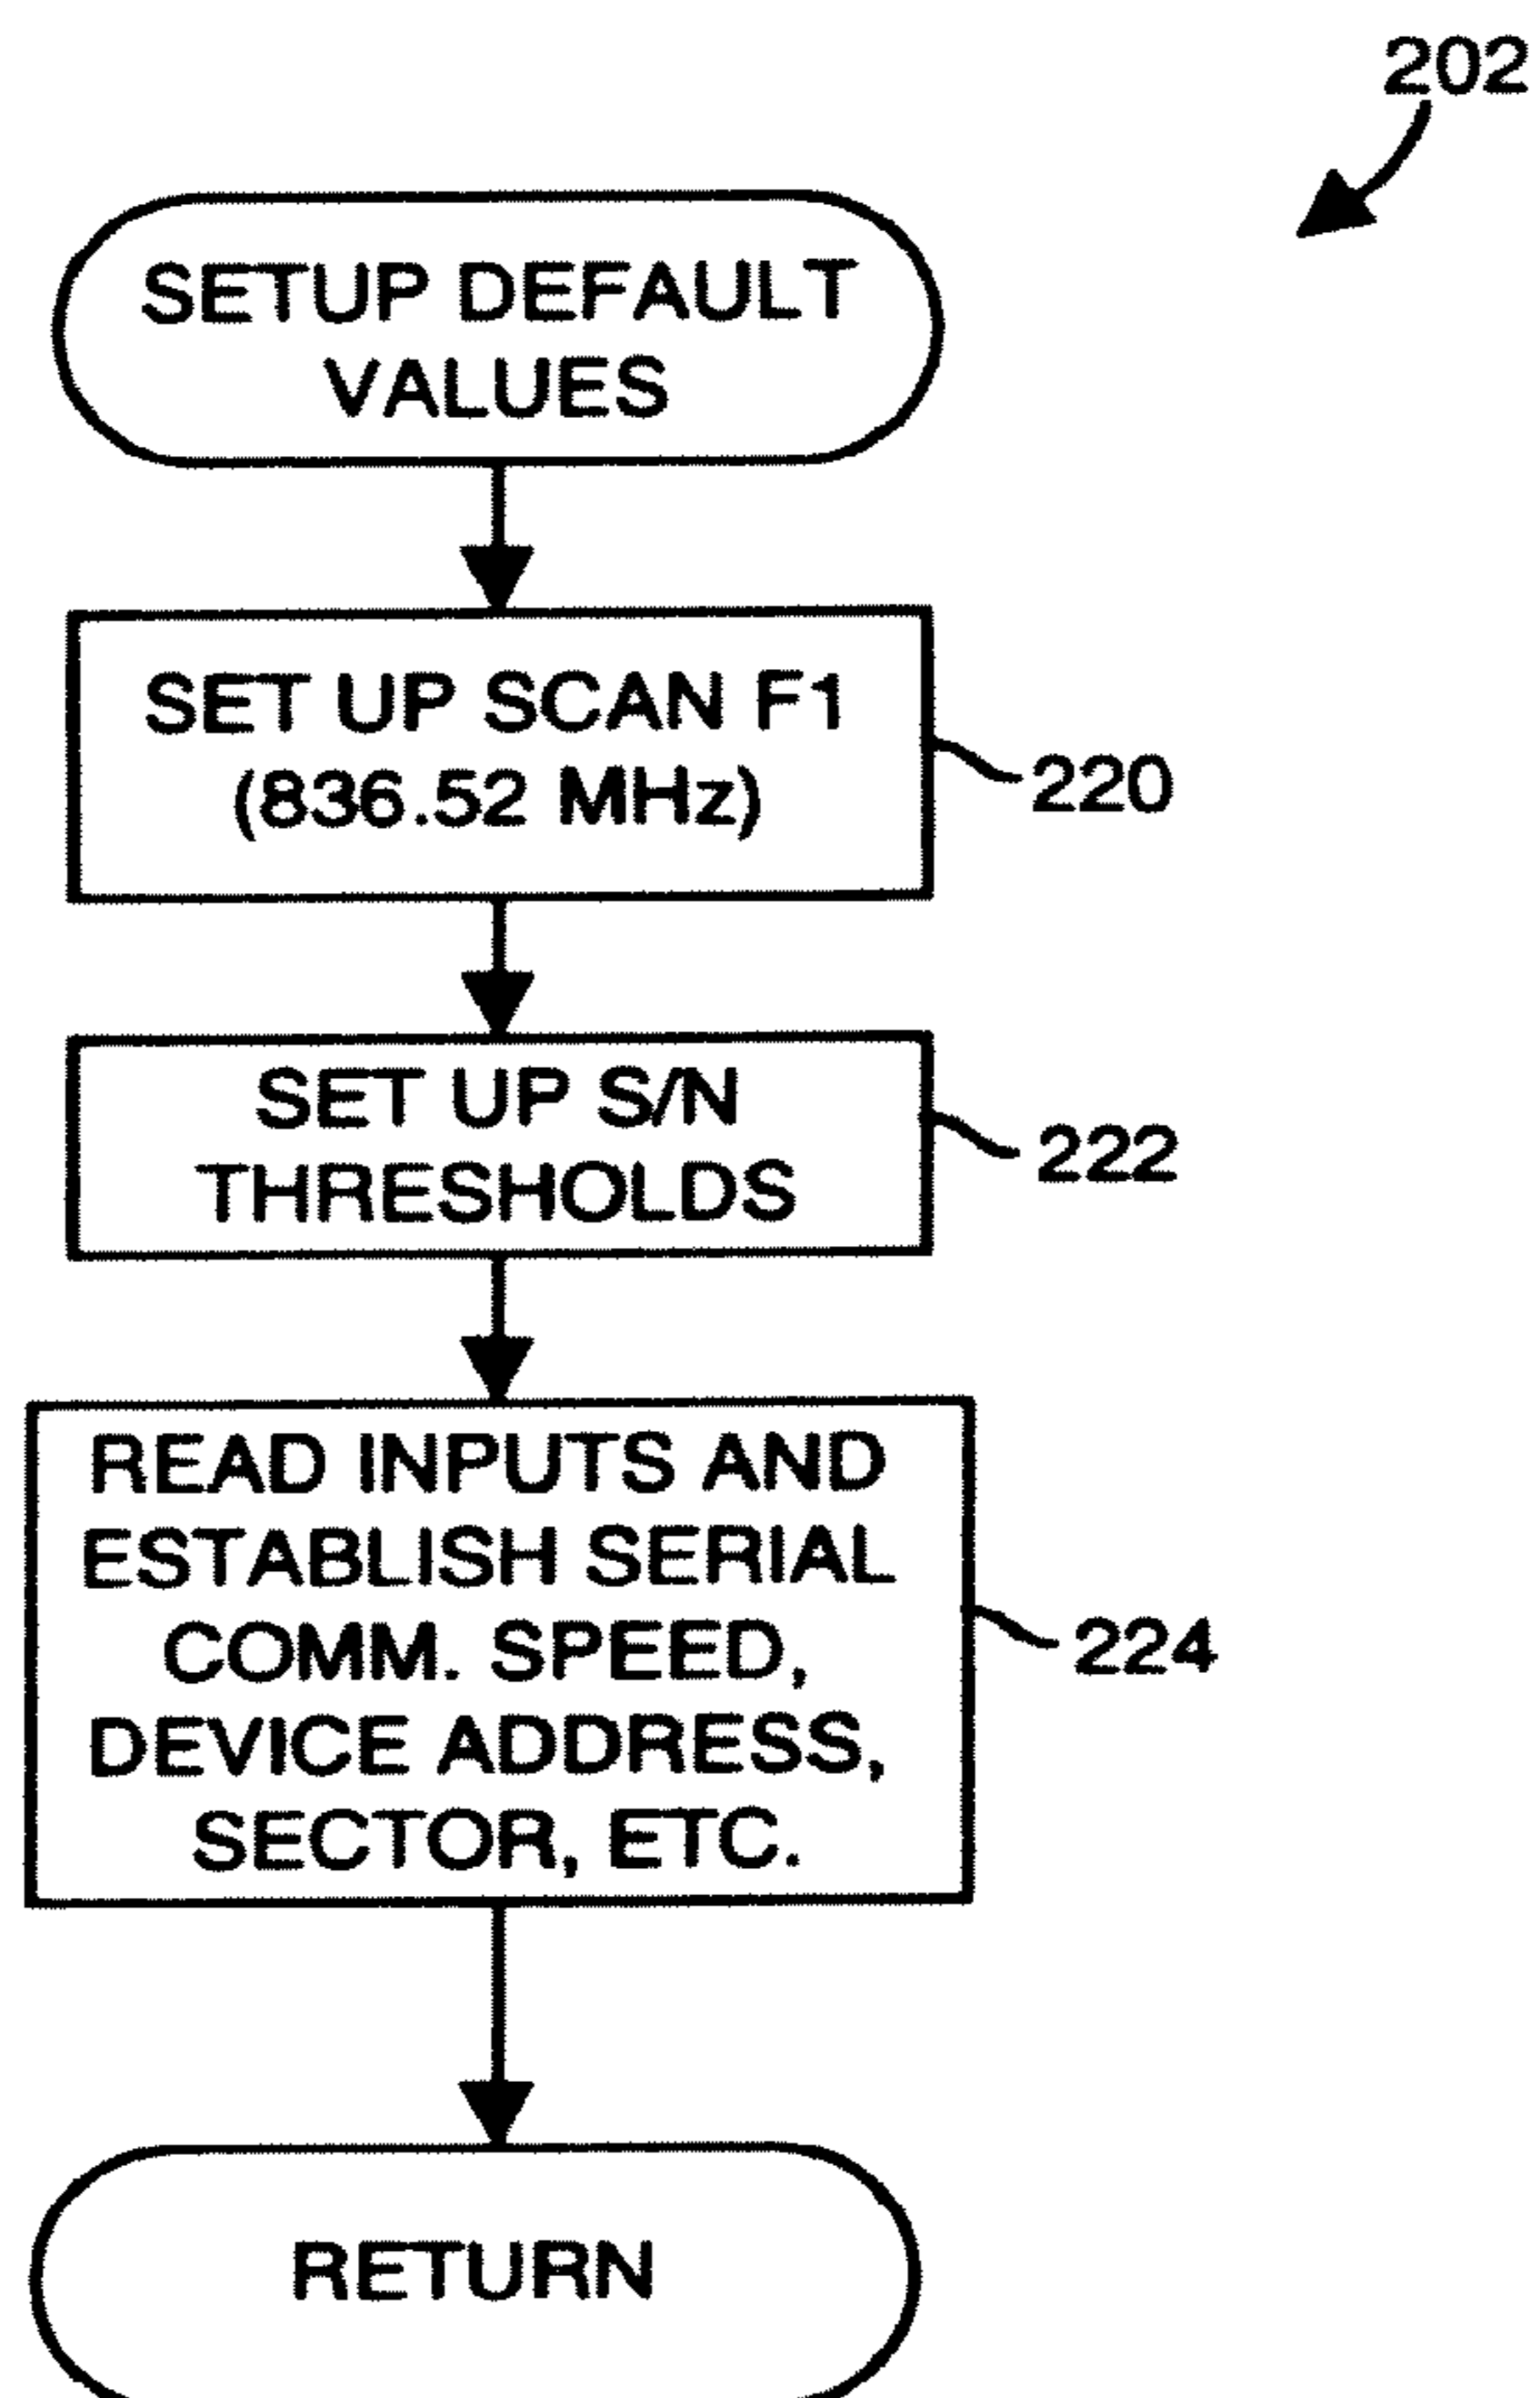 202
SETUP DEFAULT
VALUES
SET UP SCAN F1
(836.52 MHz)
220
SET UP S/N
THRESHOLDS
222
READ INPUTS AND
ESTABLISH SERIAL
COMM. SPEED,
DEVICE ADDRESS,
SECTOR, ETC.
224
RETURN